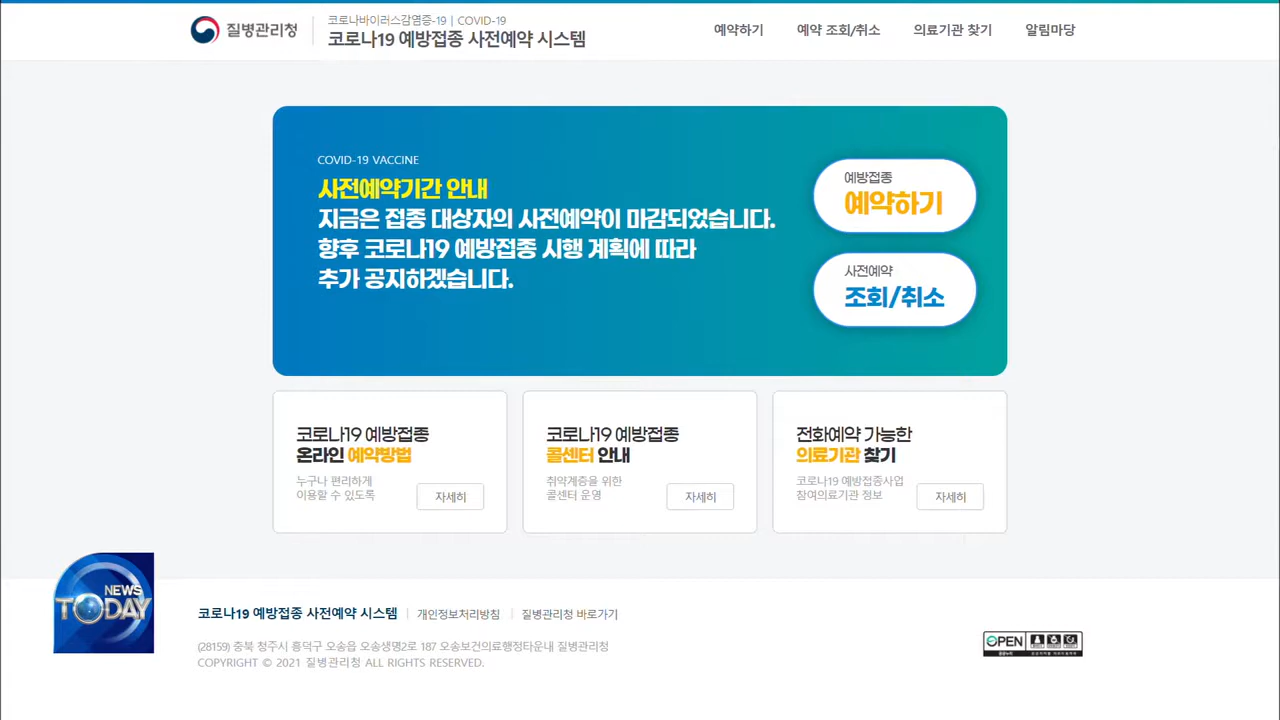 질병관리청
코로나바이러스감염증-19 | COVID-19
코로나19 예방접종 사전예약 시스템
예약하기
예약 조회/취소
의료기관 찾기
알림마당
COVID-19 VACCINE
사전예약기간 안내
지금은 접종 대상자의 사전예약이 마감되었습니다.
향후 코로나19 예방접종 시행 계획에 따라
추가 공지하겠습니다.
예방접종
예약하기
사전예약
조회/취소
코로나19 예방접종
온라인 예약방법
누구나 편리하게
이용할 수 있도록
자세히
코로나19 예방접종
콜센터 안내
취약계층을 위한
콜센터 운영
자세히
전화예약 가능한
의료기관 찾기
코로나19 예방접종사업
참여의료기관 정보
자세히
NEWS
TODAY
코로나19 예방접종 사전예약 시스템 | 개인정보처리방침 | 질병관리청 바로가기
(28159) 충북 청주시 흥덕구 오송읍 오송생명2로 187 오송보건의료행정타운내 질병관리청
COPYRIGHT © 2021 질병관리청 ALL RIGHTS RESERVED.
OPEN